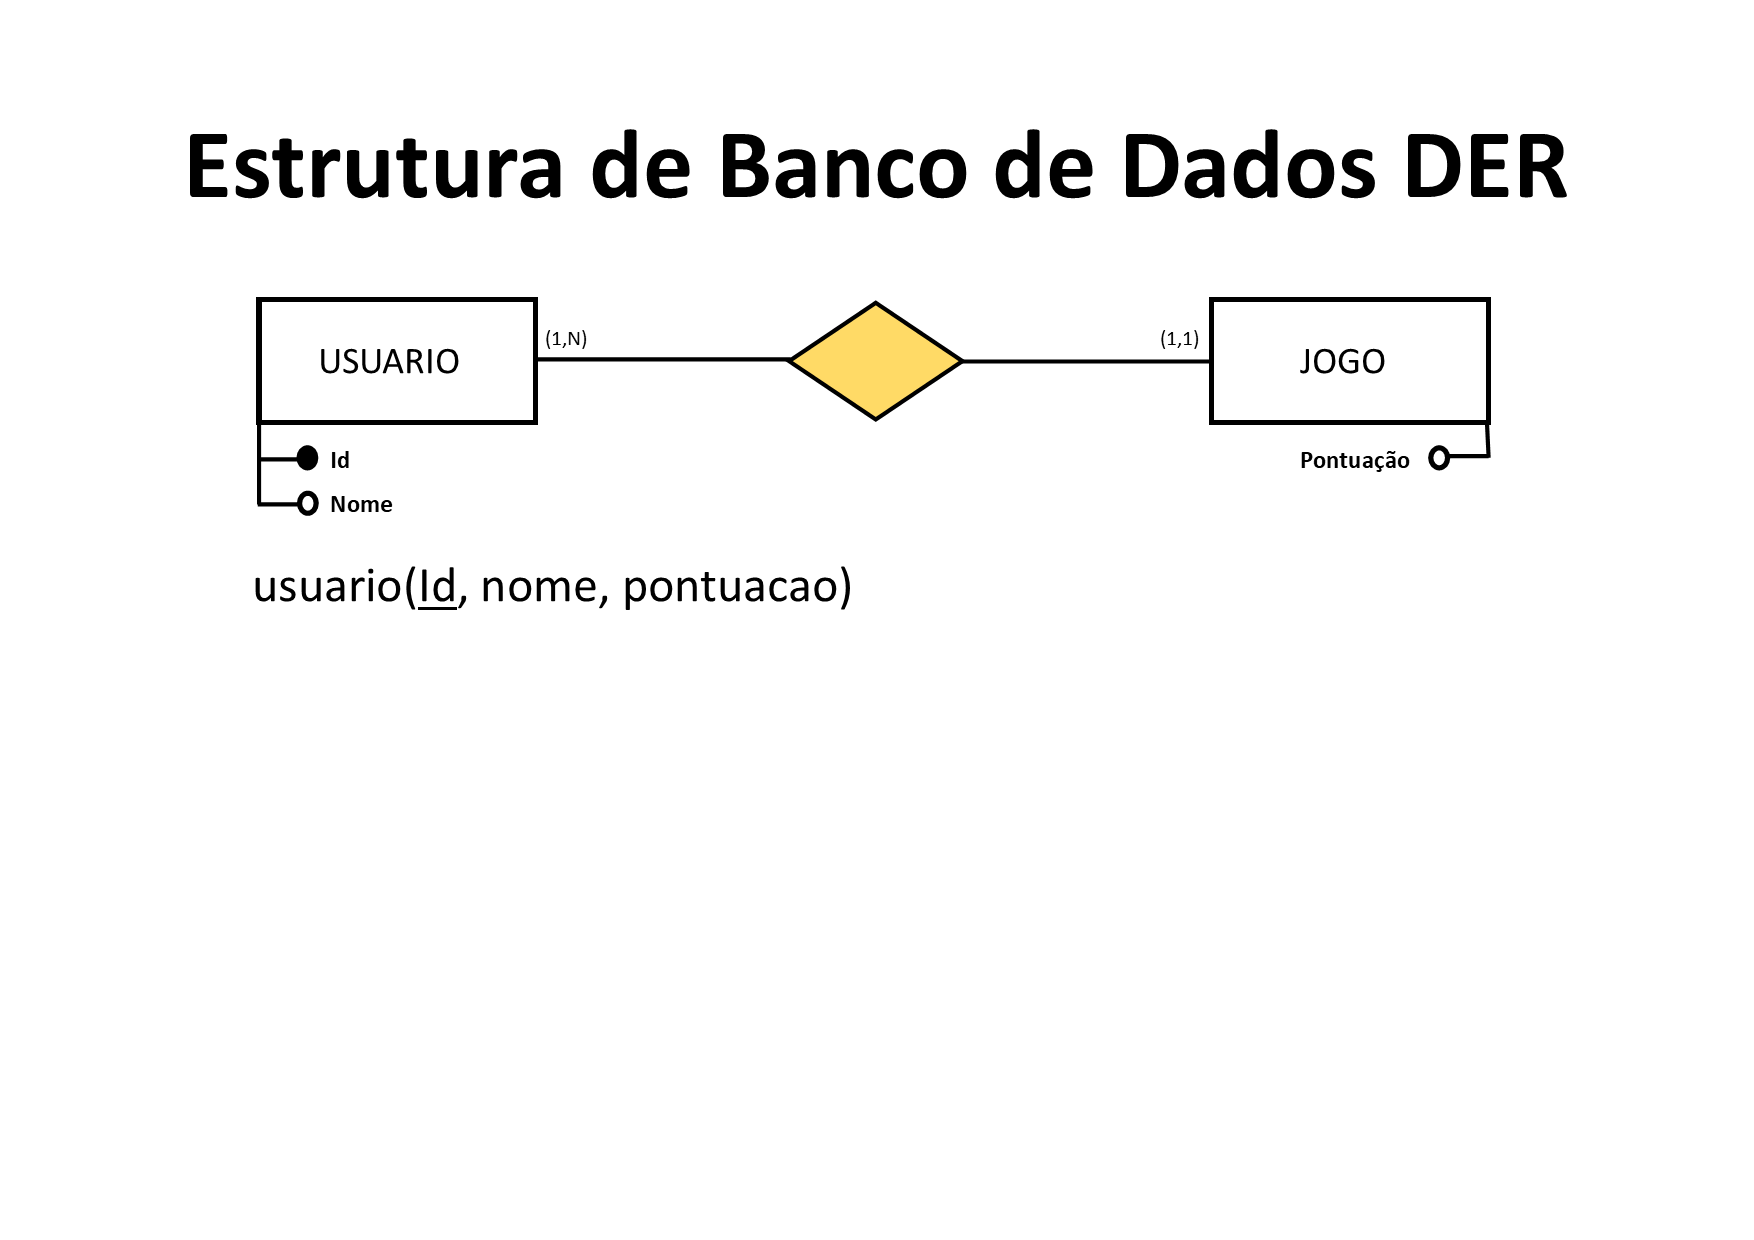 Estrutura de Banco de Dados DER
USUARIO
(1,N)
(1,1)
JOGO
Id
Nome
Pontuação
usuario(Id, nome, pontuacao)